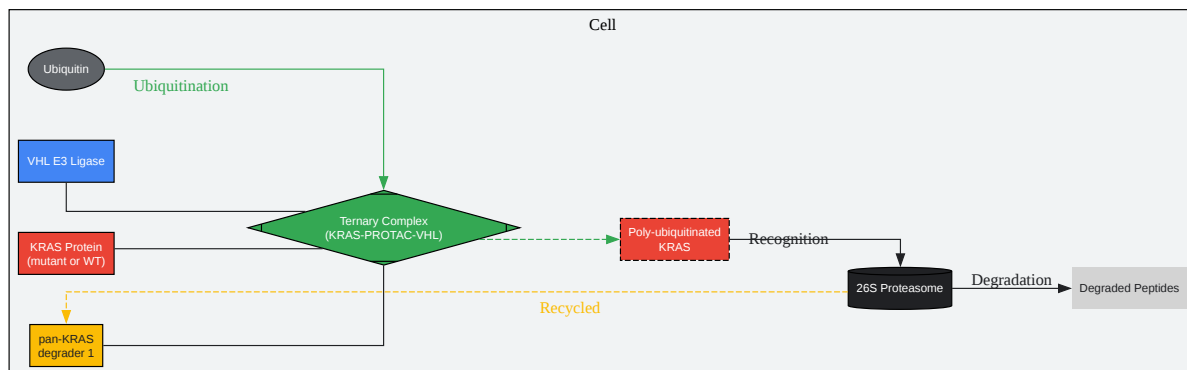 Cell
Ubiquitin
Ubiquitination
VHL E3 Ligase
Ternary Complex
(KRAS-PROTAC-VHL)
KRAS Protein
(mutant or WT)
Poly-ubiquitinated
KRAS
Recognition
26S Proteasome
Degradation
Degraded Peptides
Recycled
pan-KRAS
degrader 1